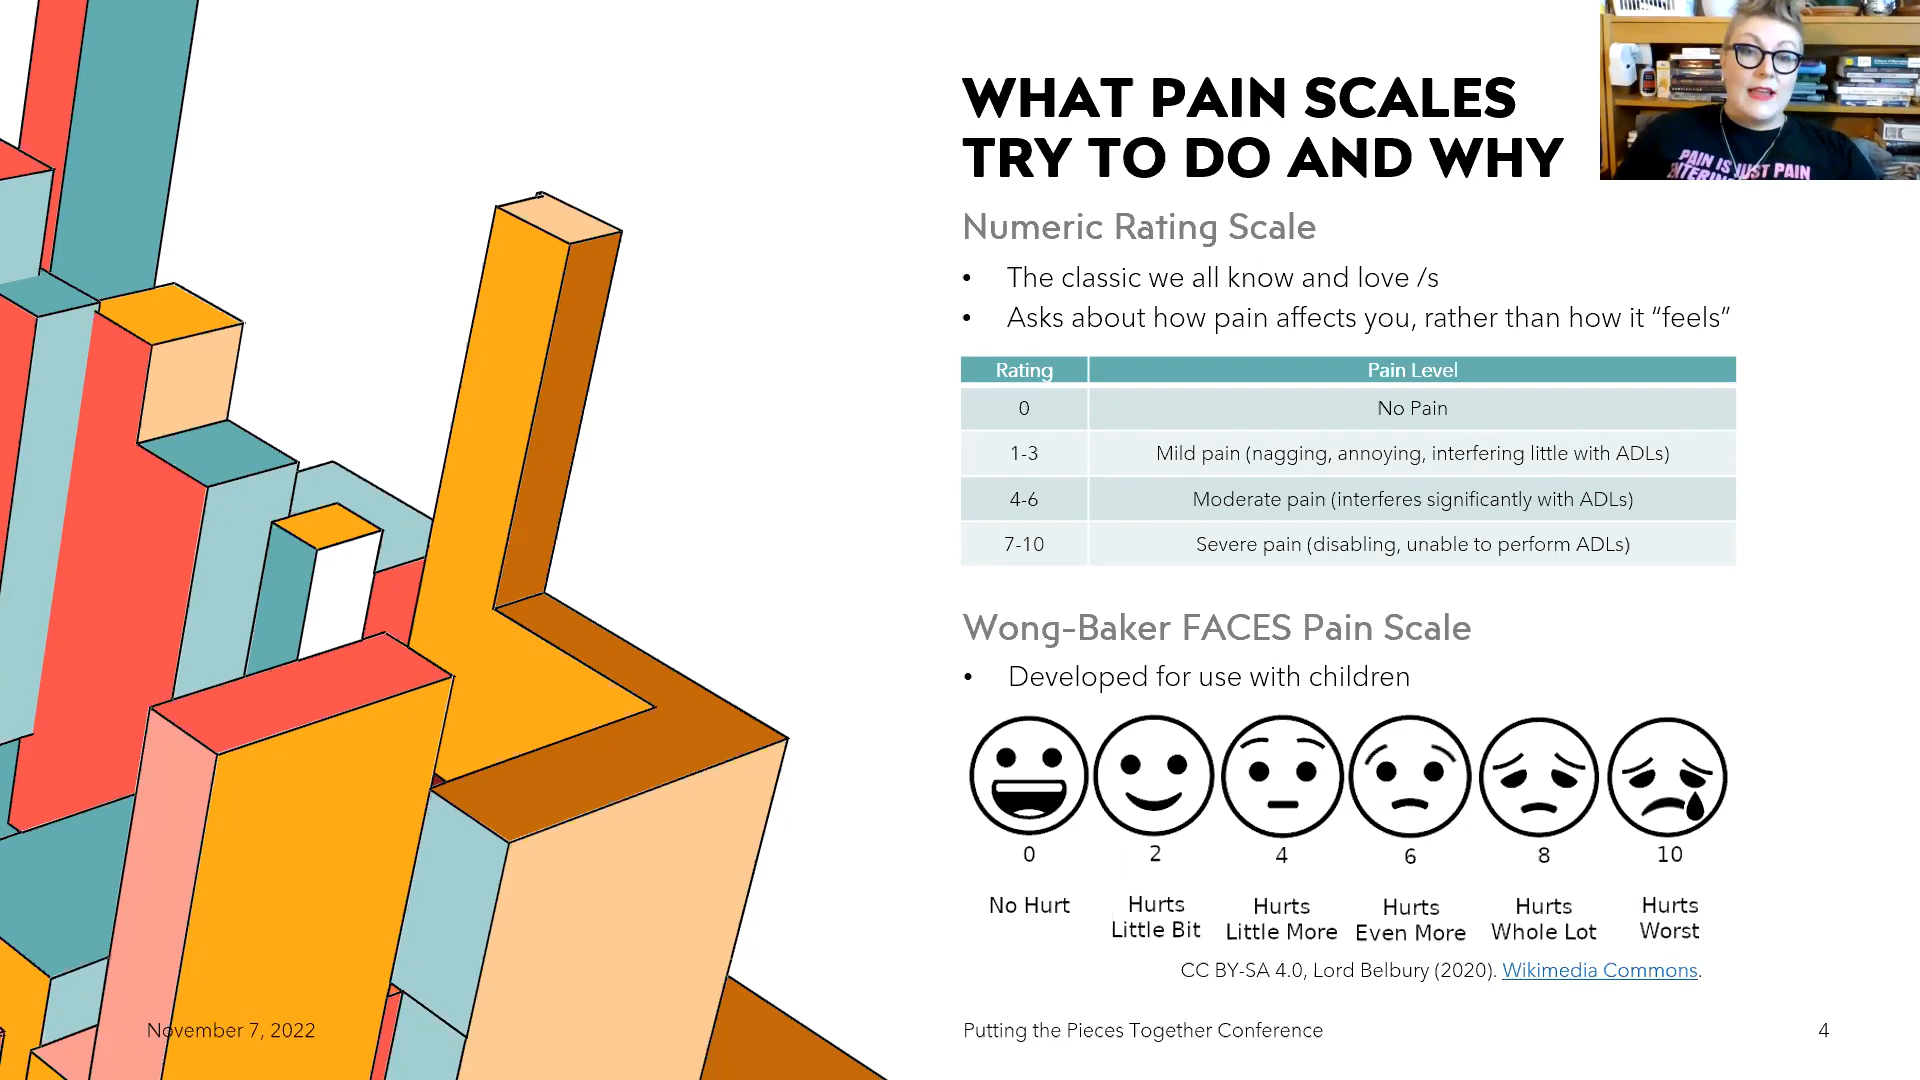 WHAT PAIN SCALES
TRY TO DO AND WHY
PAIN IS JUST PAIN
Numeric Rating Scale
• The classic we all know and love /s
• Asks about how pain affects you, rather than how it “feels”
Rating Pain Level
0 No Pain
1-3 Mild pain (nagging, annoying, interfering little with ADLs)
4-6 Moderate pain (interferes significantly with ADLs)
7-10 Severe pain (disabling, unable to perform ADLs)
Wong-Baker FACES Pain Scale
• Developed for use with children
0 2 4 6 8 10
No Hurt Hurts Hurts Hurts Hurts Hurts
Little Bit Little More Even More Whole Lot Worst
CC BY-SA 4.0, Lord Belbury (2020). Wikimedia Commons.
November 7, 2022 Putting the Pieces Together Conference 4